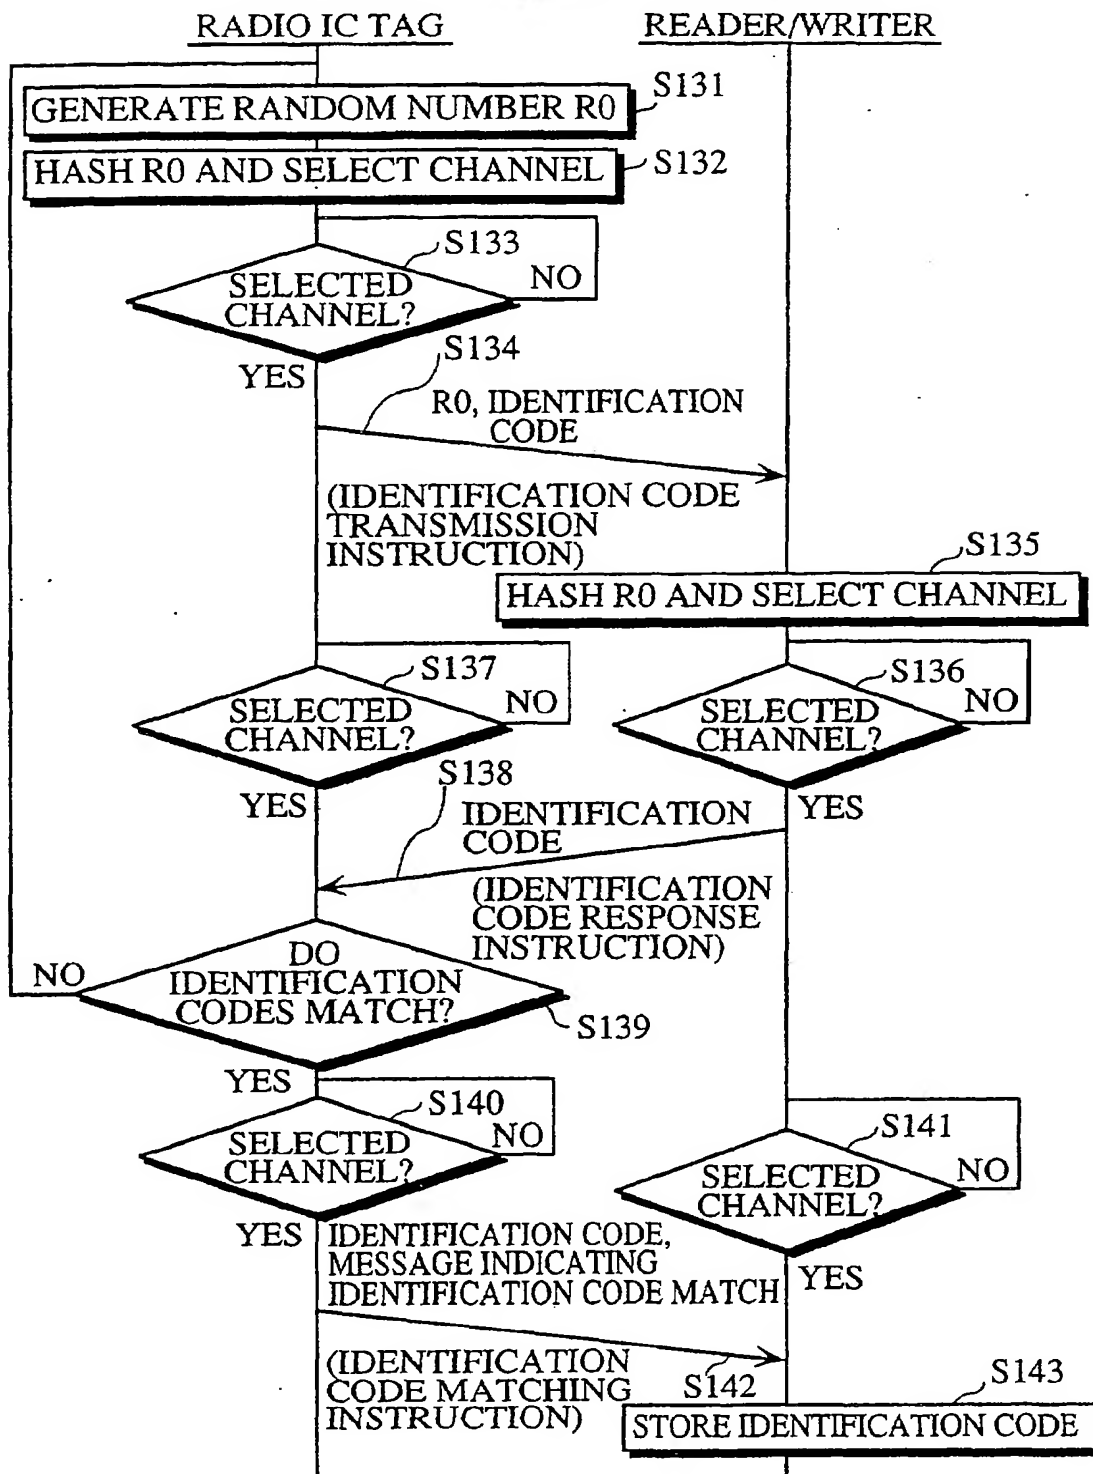 RADIO IC TAG
READER/WRITER
S131
GENERATE RANDOM NUMBER R0
S132
HASH R0 AND SELECT CHANNEL
S133
SELECTED
CHANNEL?
NO
YES
S134
R0, IDENTIFICATION
CODE
(IDENTIFICATION CODE
TRANSMISSION
INSTRUCTION)
S135
HASH R0 AND SELECT CHANNEL
S137
SELECTED
CHANNEL?
NO
YES
S136
SELECTED
CHANNEL?
NO
YES
S138
IDENTIFICATION
CODE
(IDENTIFICATION
CODE RESPONSE
INSTRUCTION)
DO
IDENTIFICATION
CODES MATCH?
NO
S139
YES
S140
SELECTED
CHANNEL?
NO
YES
S141
SELECTED
CHANNEL?
NO
YES
IDENTIFICATION CODE,
MESSAGE INDICATING
IDENTIFICATION CODE MATCH
(IDENTIFICATION
CODE MATCHING
INSTRUCTION)
S142
S143
STORE IDENTIFICATION CODE